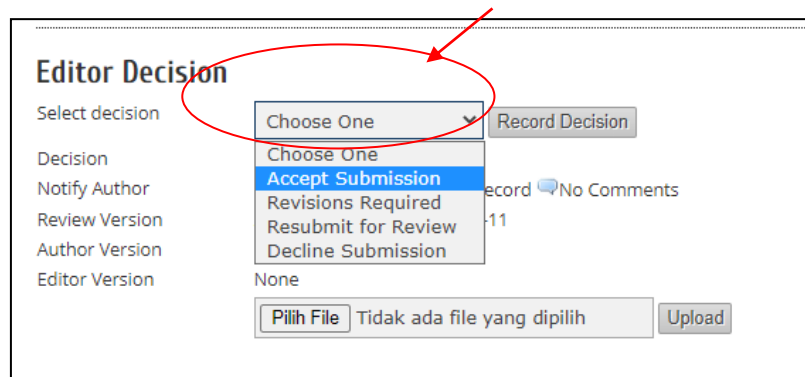 Editor Decision
Select decision Choose One Record Decision
Choose One
Decision
Accept Submission
Notify Author ecord No Comments
Revisions Required
Review Version -11
Resubmit for Review
Author Version
Decline Submission
Editor Version None
Pilih File Tidak ada file yang dipilih Upload